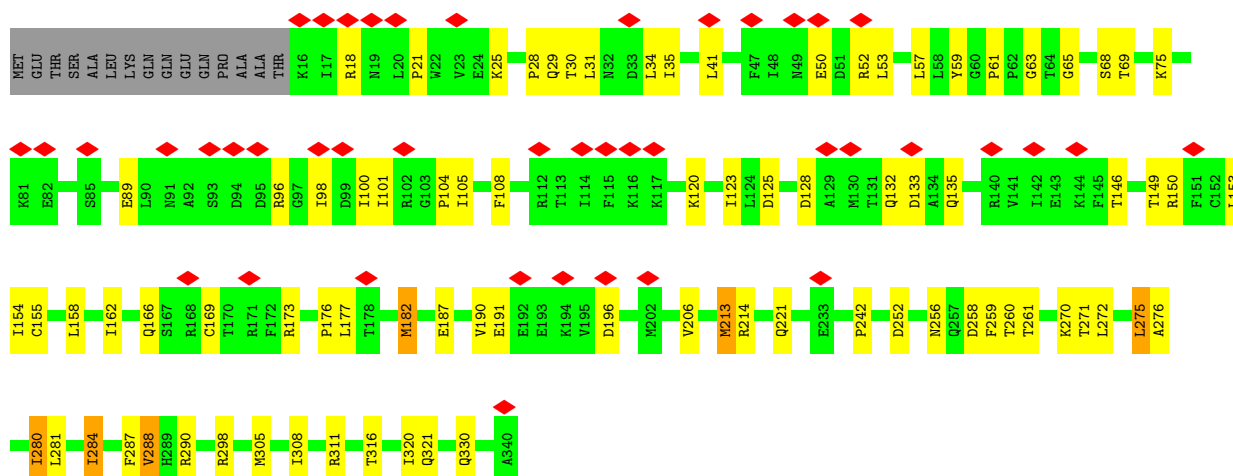 MET GLU THR SER ALA LEU LYS GLN GLN GLU GLN PRO ALA ALA THR K16 I17 R18 N19 L20 P21 W22 V23 E24 K25 P28 Q29 T30 L31 N32 D33 L34 I35 L41 F47 I48 N49 E50 D51 R52 L53 L57 L58 Y59 G60 P61 P62 G63 T64 G65 S68 T69 K75
K81 E82 S85 E89 L90 N91 A92 S93 D94 D95 R96 G97 I98 D99 I100 I101 R102 G103 P104 I105 F108 R112 T113 I114 F115 K116 K117 K120 I123 L124 D125 D128 A129 M130 T131 Q132 D133 A134 Q135 R140 V141 I142 E143 K144 F145 T146 T149 R150 F151 C152
I154 C155 L158 I162 Q166 S167 R168 C169 T170 R171 F172 R173 P176 L177 T178 M182 E187 V190 E191 E192 E193 K194 V195 D196 M202 V206 M213 R214 Q221 E233 P242 D252 N256 Q257 D258 F259 T260 T261 K270 T271 L272 L275 A276
I280 L281 I284 F287 V288 H289 R290 R298 M305 I308 R311 T316 I320 Q321 Q330 A340